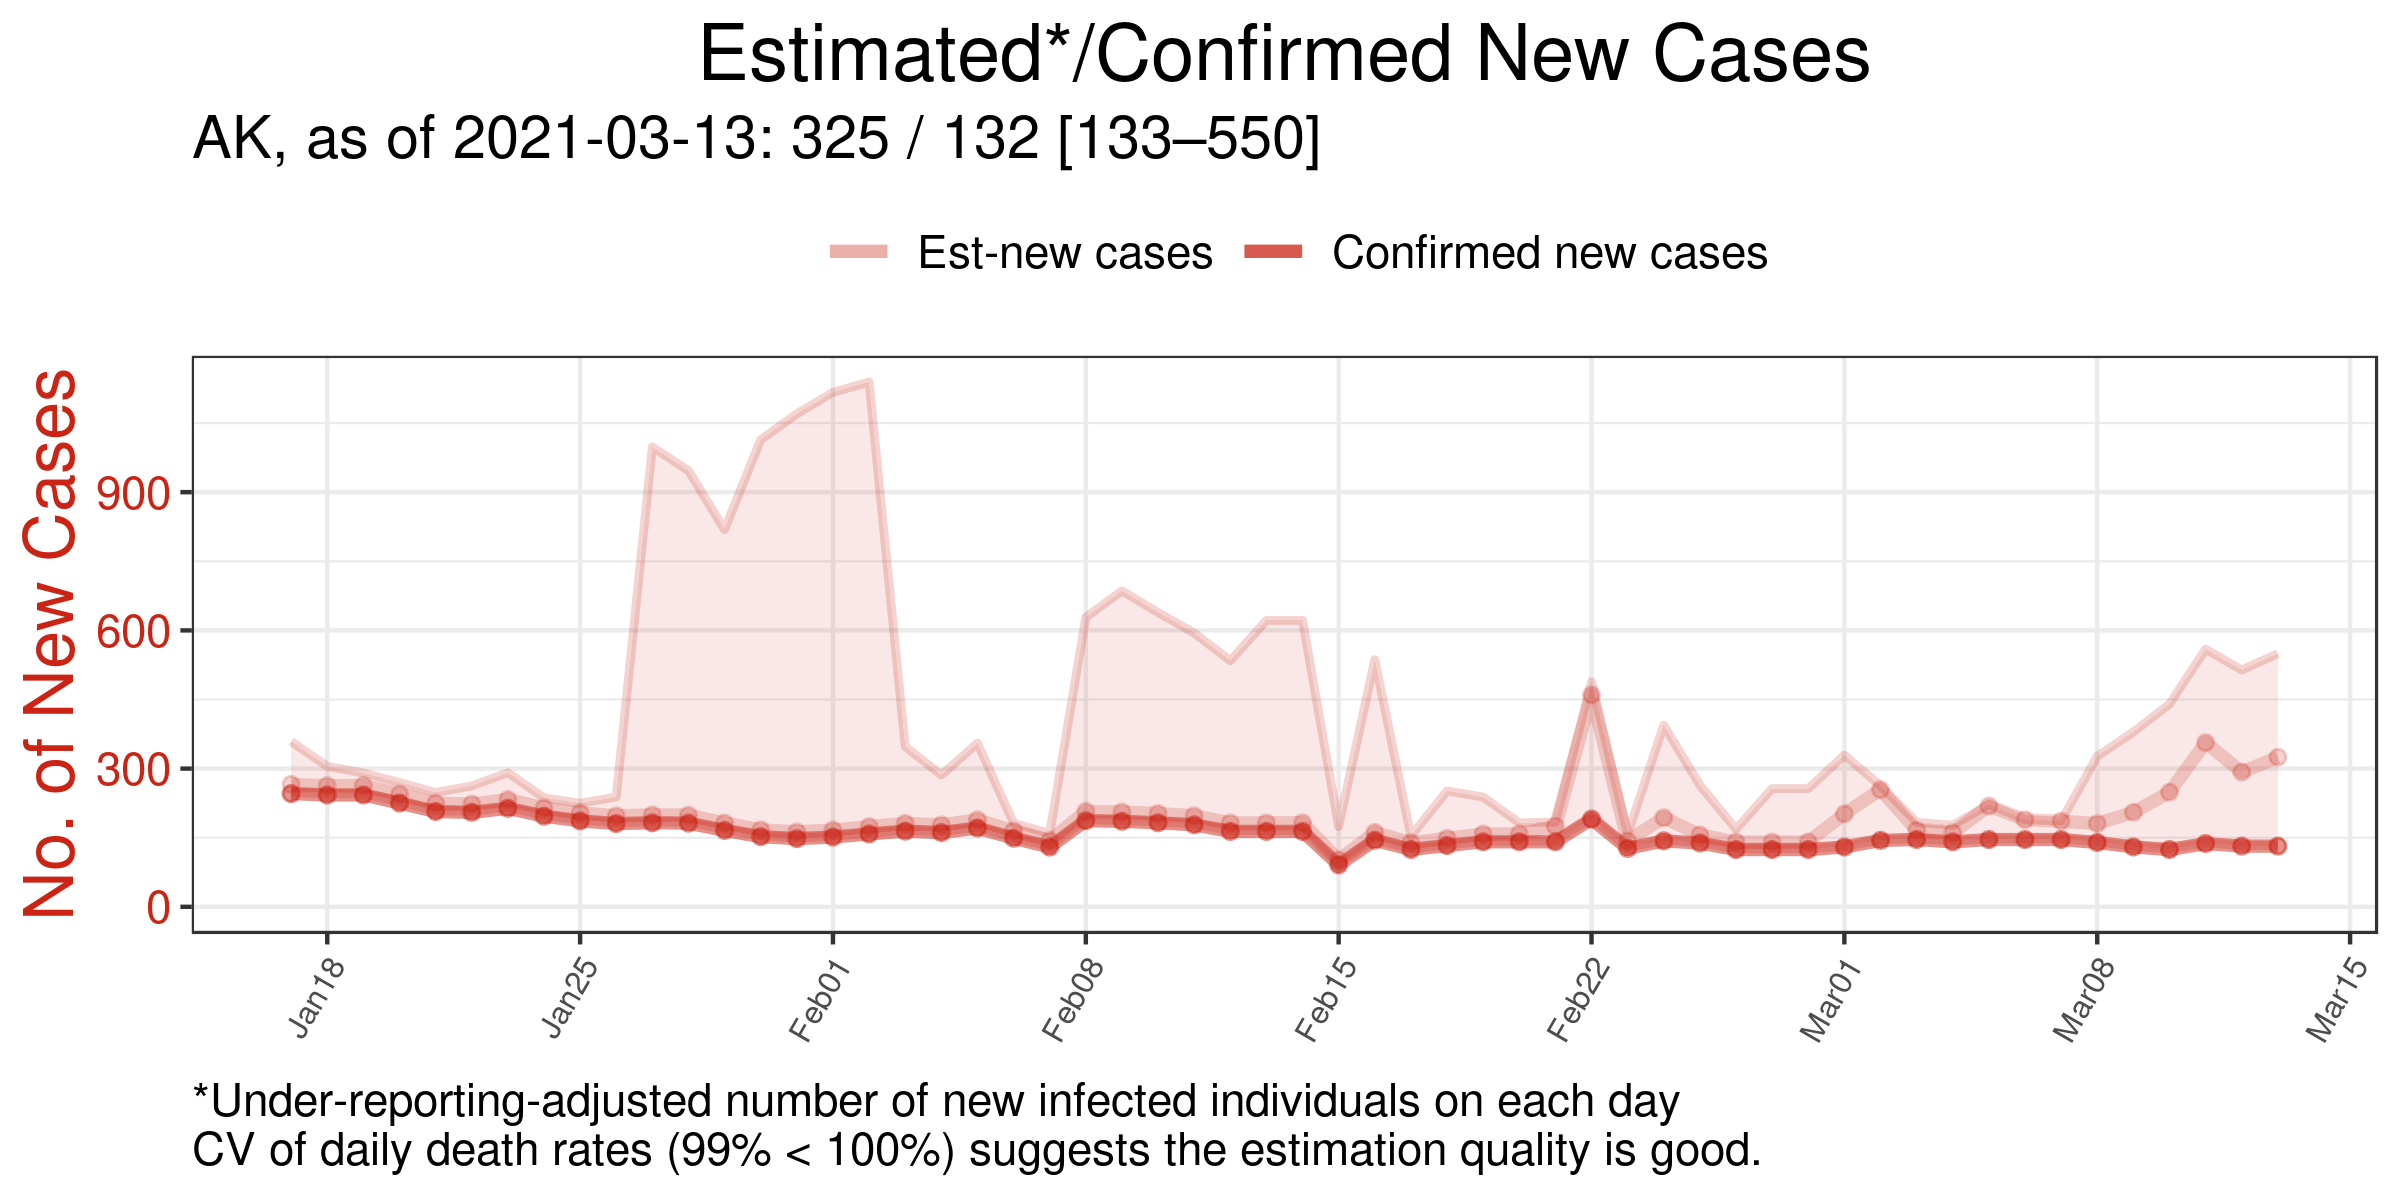 Estimated*/Confirmed New Cases
AK, as of 2021-03-13: 325 / 132 [133–550]
Est-new cases Confirmed new cases
No. of New Cases
900
600
300
0
Jan18 Jan25 Feb01 Feb08 Feb15 Feb22 Mar01 Mar08 Mar15
*Under-reporting-adjusted number of new infected individuals on each day
CV of daily death rates (99% < 100%) suggests the estimation quality is good.